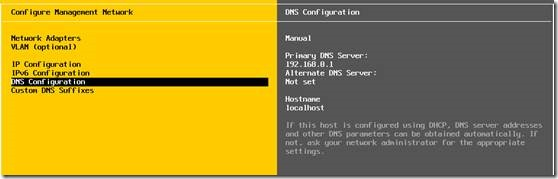 Configure Management Network
Network Adapters
VLAN (optional)
IP Configuration
IPv6 Configuration
DNS Configuration
Custom DNS Suffixes
DNS Configuration
Manual
Primary DNS Server:
192.168.0.1
Alternate DNS Server:
Not set
Hostname
localhost
If this host is configured using DHCP, DNS server addresses
and other DNS parameters can be obtained automatically. If
not, ask your network administrator for the appropriate
settings.